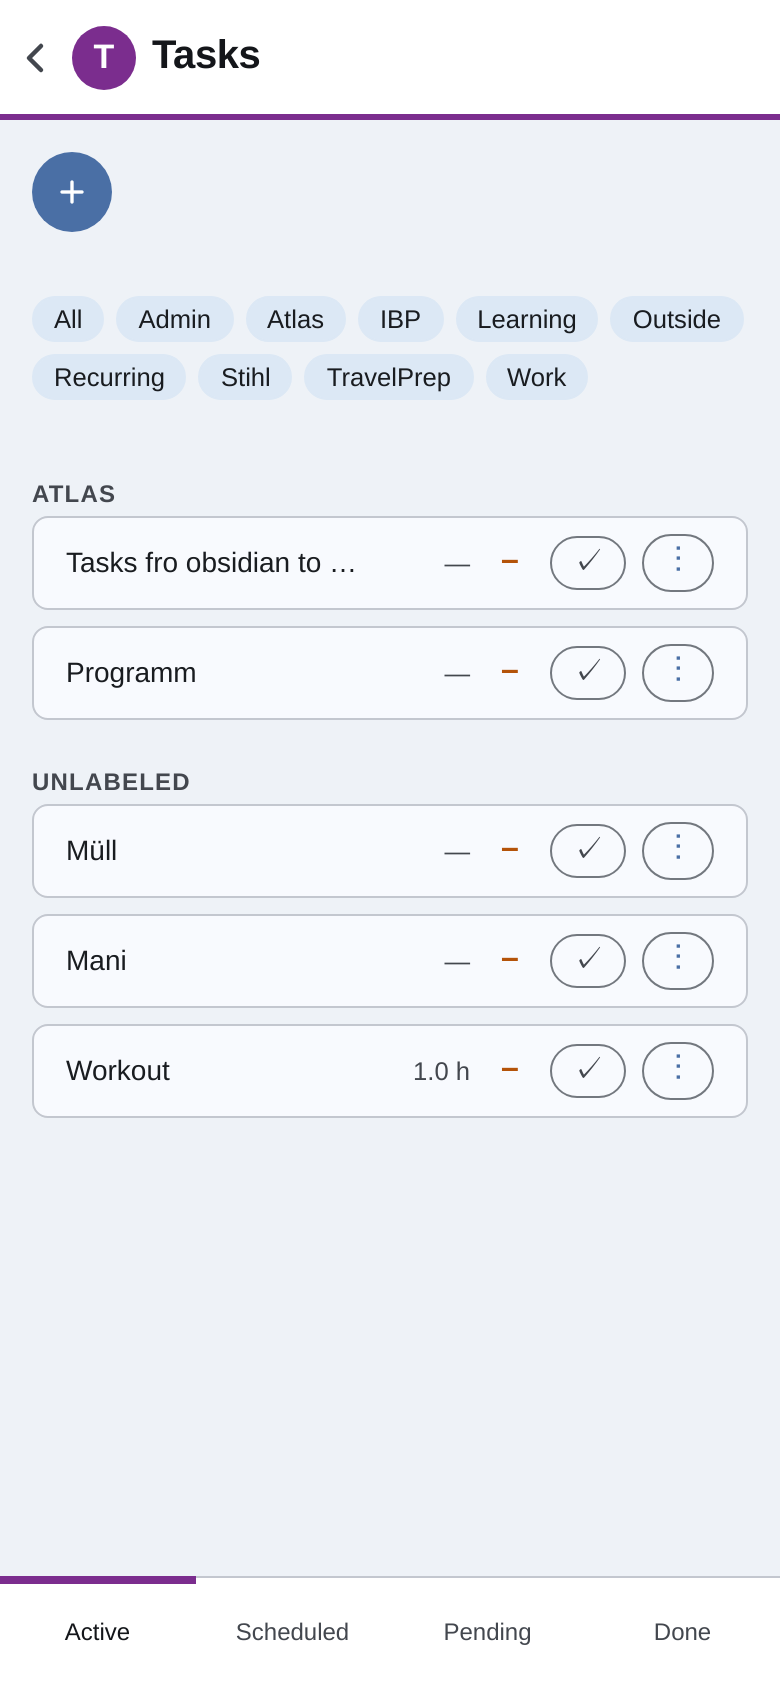 T Tasks
+
All Admin Atlas IBP Learning Outside
Recurring Stihl TravelPrep Work
ATLAS
Tasks fro obsidian to … — – ✓ ⋮
Programm — – ✓ ⋮
UNLABELED
Müll — – ✓ ⋮
Mani — – ✓ ⋮
Workout 1.0 h – ✓ ⋮
Active Scheduled Pending Done